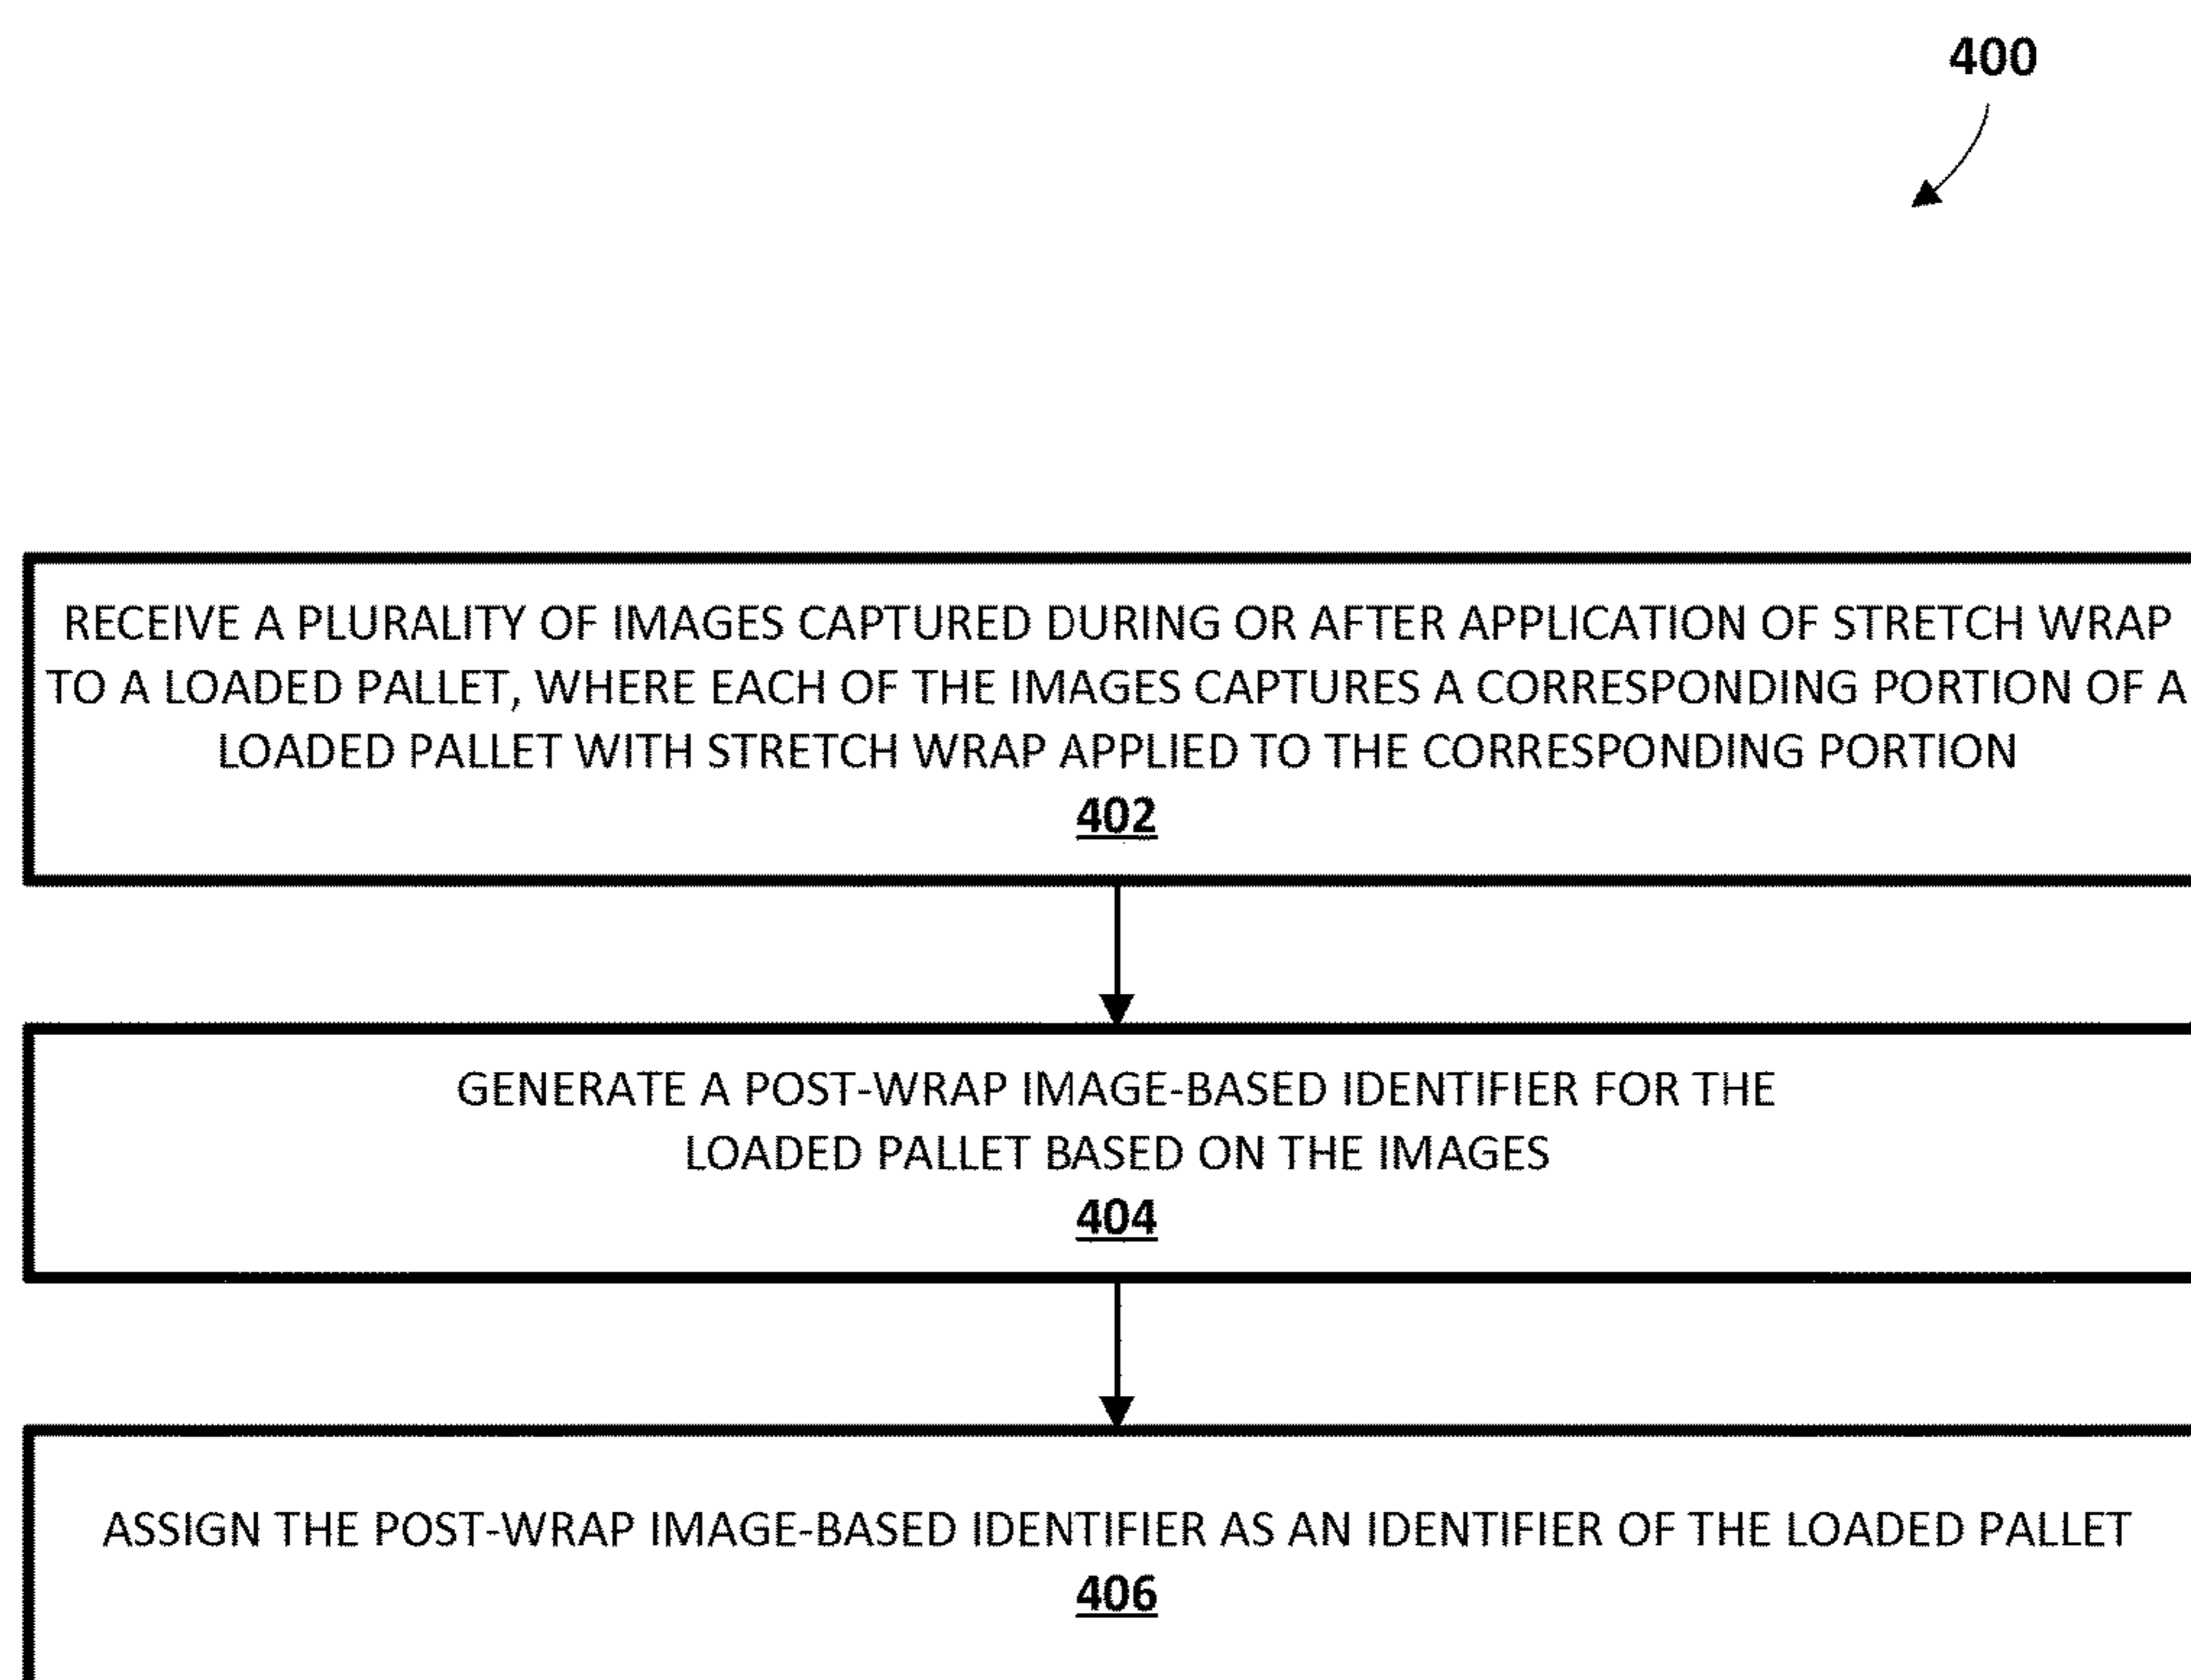 400
RECEIVE A PLURALITY OF IMAGES CAPTURED DURING OR AFTER APPLICATION OF STRETCH WRAP
TO A LOADED PALLET, WHERE EACH OF THE IMAGES CAPTURES A CORRESPONDING PORTION OF A
LOADED PALLET WITH STRETCH WRAP APPLIED TO THE CORRESPONDING PORTION
402
GENERATE A POST-WRAP IMAGE-BASED IDENTIFIER FOR THE
LOADED PALLET BASED ON THE IMAGES
404
ASSIGN THE POST-WRAP IMAGE-BASED IDENTIFIER AS AN IDENTIFIER OF THE LOADED PALLET
406